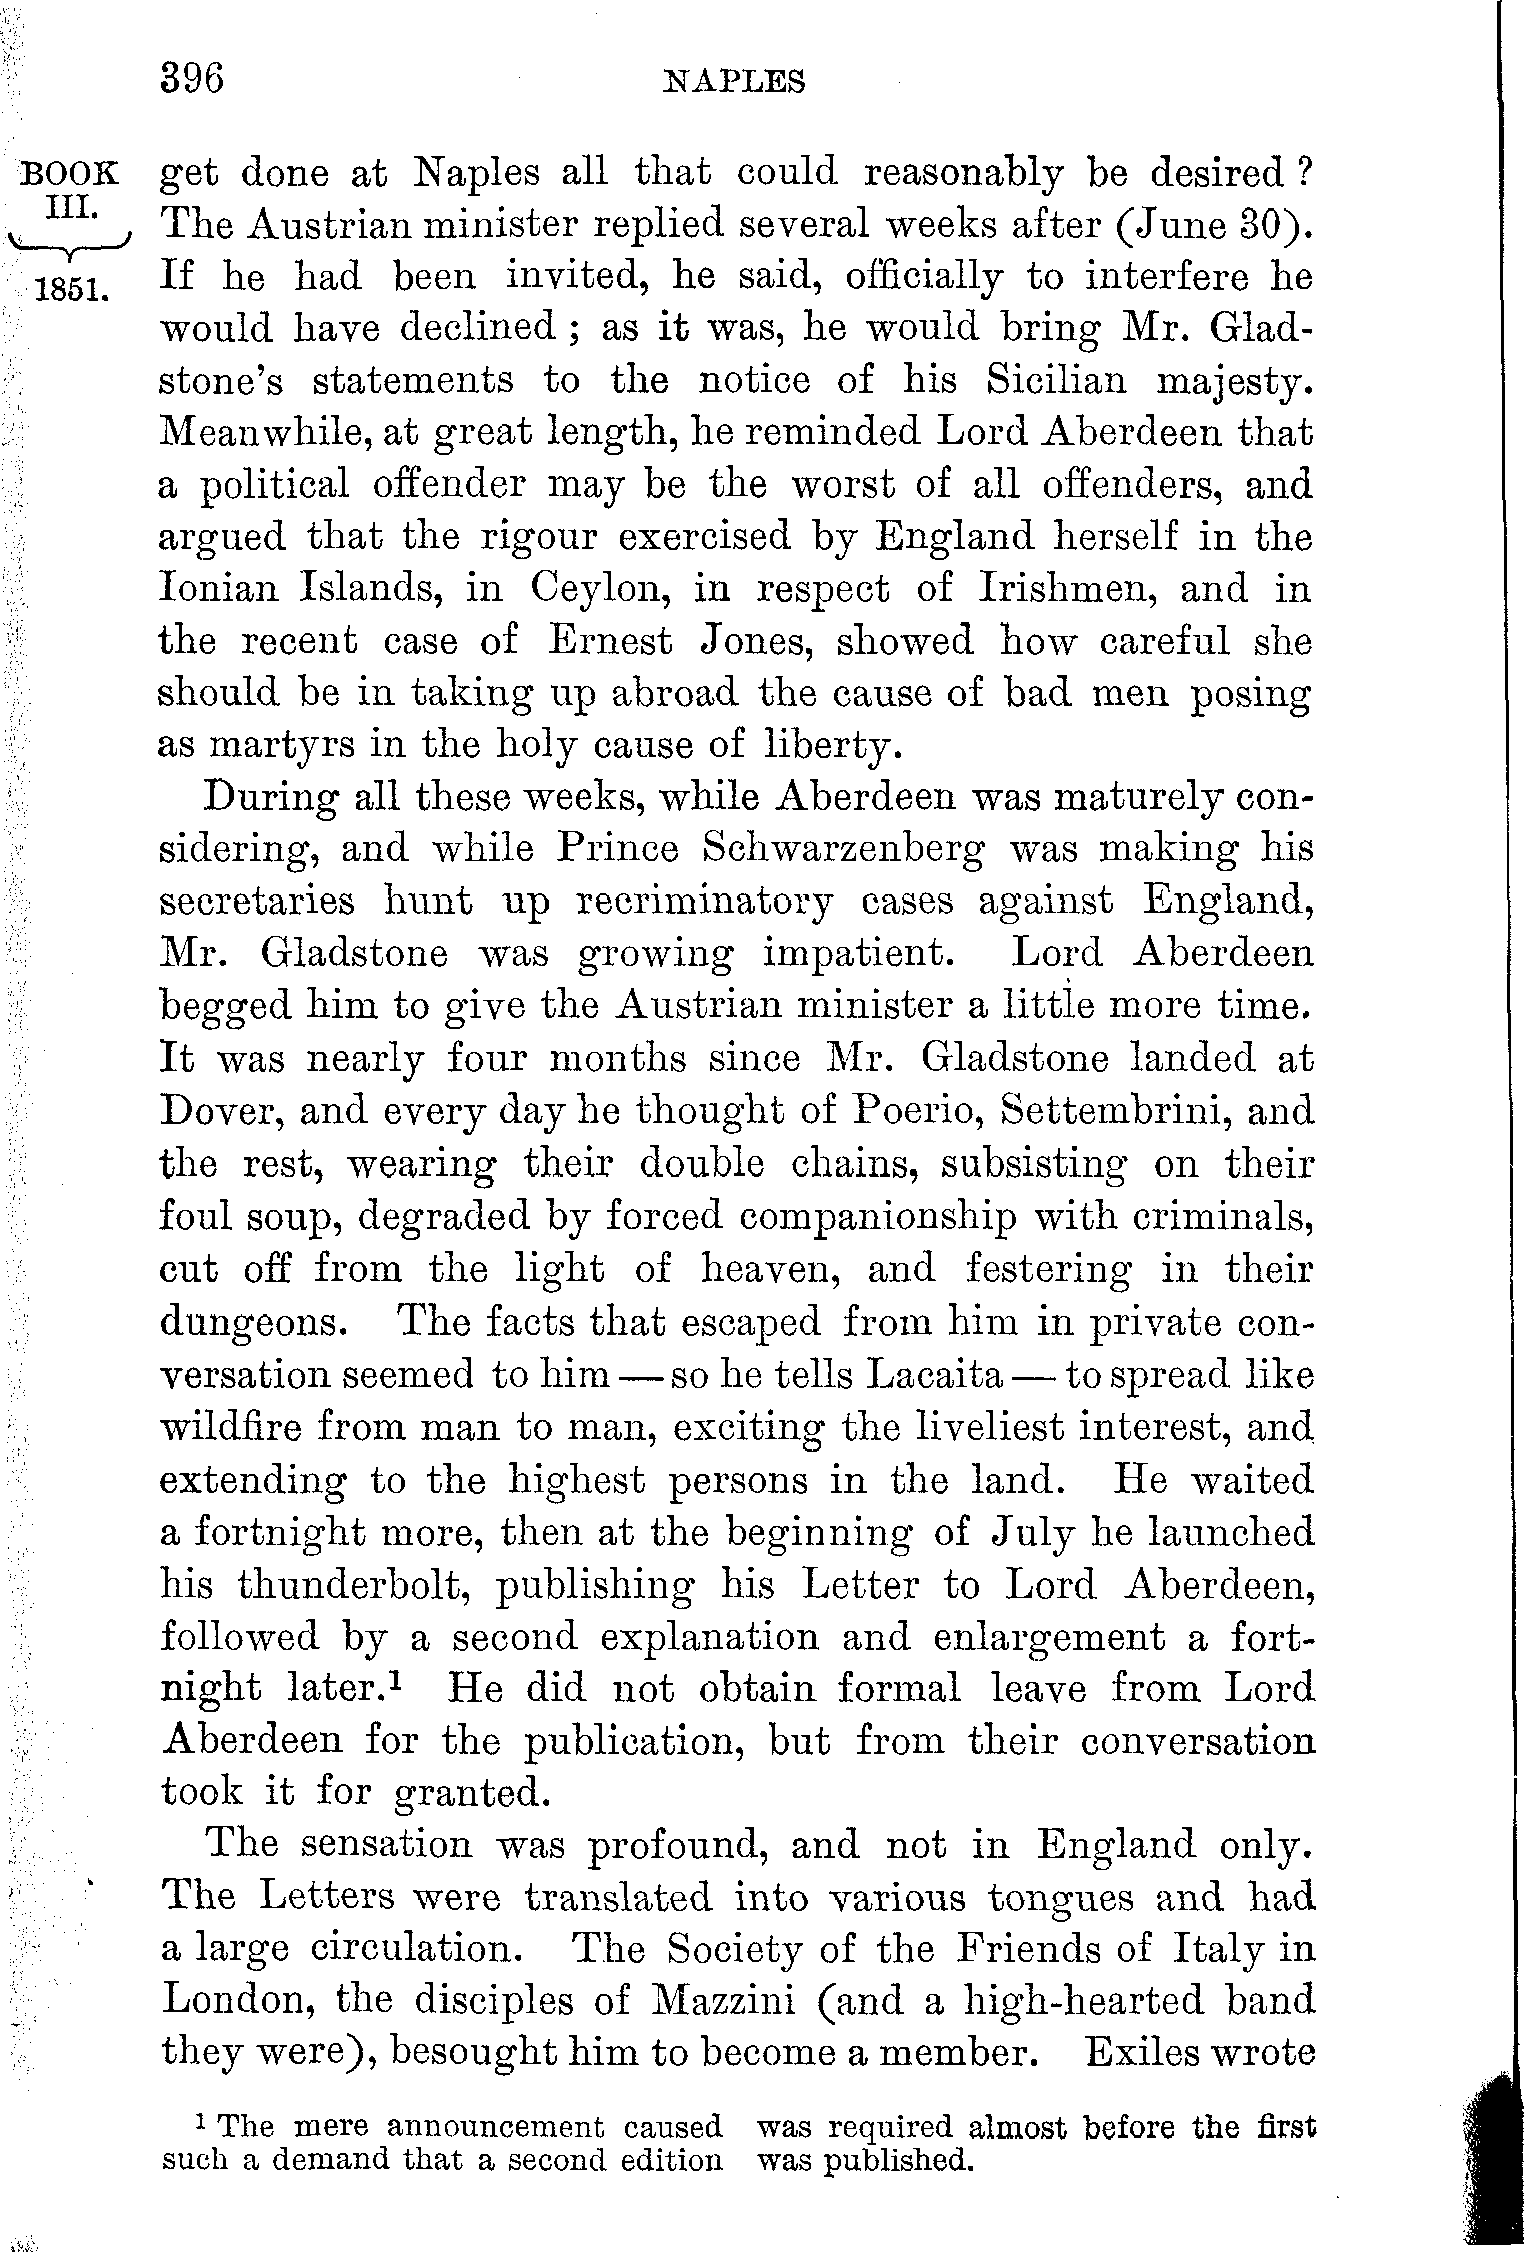 396 NAPLES
BOOK III. 1851.
get done at Naples all that could reasonably be desired ?
The Austrian minister replied several weeks after (June 30).
If he had been invited, he said, officially to interfere he
would have declined ; as it was, he would bring Mr. Glad-
stone's statements to the notice of his Sicilian majesty.
Meanwhile, at great length, he reminded Lord Aberdeen that
a political offender may be the worst of all offenders, and
argued that the rigour exercised by England herself in the
Ionian Islands, in Ceylon, in respect of Irishmen, and in
the recent case of Ernest Jones, showed how careful she
should be in taking up abroad the cause of bad men posing
as martyrs in the holy cause of liberty.
During all these weeks, while Aberdeen was maturely con-
sidering, and while Prince Schwarzenberg was making his
secretaries hunt up recriminatory cases against England,
Mr. Gladstone was growing impatient. Lord Aberdeen
begged him to give the Austrian minister a little more time.
It was nearly four months since Mr. Gladstone landed at
Dover, and every day he thought of Poerio, Settembrini, and
the rest, wearing their double chains, subsisting on their
foul soup, degraded by forced companionship with criminals,
cut off from the light of heaven, and festering in their
dungeons. The facts that escaped from him in private con-
versation seemed to him — so he tells Lacaita — to spread like
wildfire from man to man, exciting the liveliest interest, and
extending to the highest persons in the land. He waited
a fortnight more, then at the beginning of July he launched
his thunderbolt, publishing his Letter to Lord Aberdeen,
followed by a second explanation and enlargement a fort-
night later.¹ He did not obtain formal leave from Lord
Aberdeen for the publication, but from their conversation
took it for granted.
The sensation was profound, and not in England only.
The Letters were translated into various tongues and had
a large circulation. The Society of the Friends of Italy in
London, the disciples of Mazzini (and a high-hearted band
they were), besought him to become a member. Exiles wrote
¹ The mere announcement caused
such a demand that a second edition
was required almost before the first
was published.